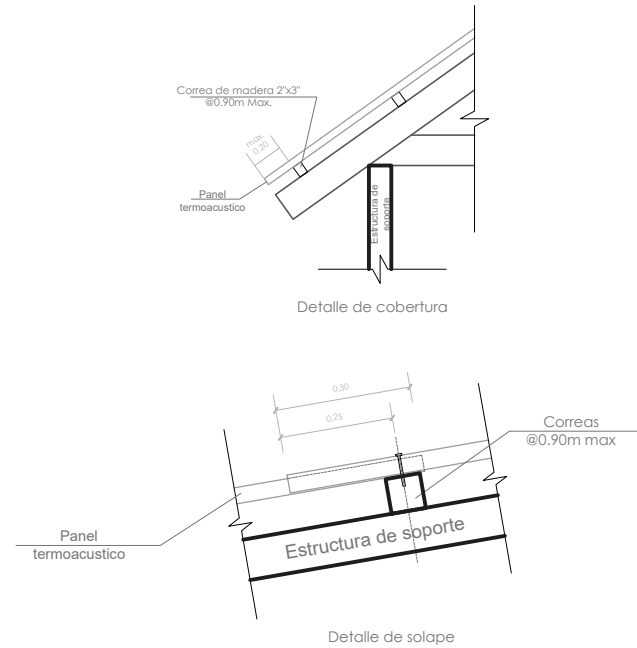 Correa de madera 2"x3"
@0.90m Max.
max.
0.20
Panel
termoacustico
Estructura de
soporte
Detalle de cobertura
0.30
0.25
Correas
@0.90m max
Panel
termoacustico
Estructura de soporte
Detalle de solape